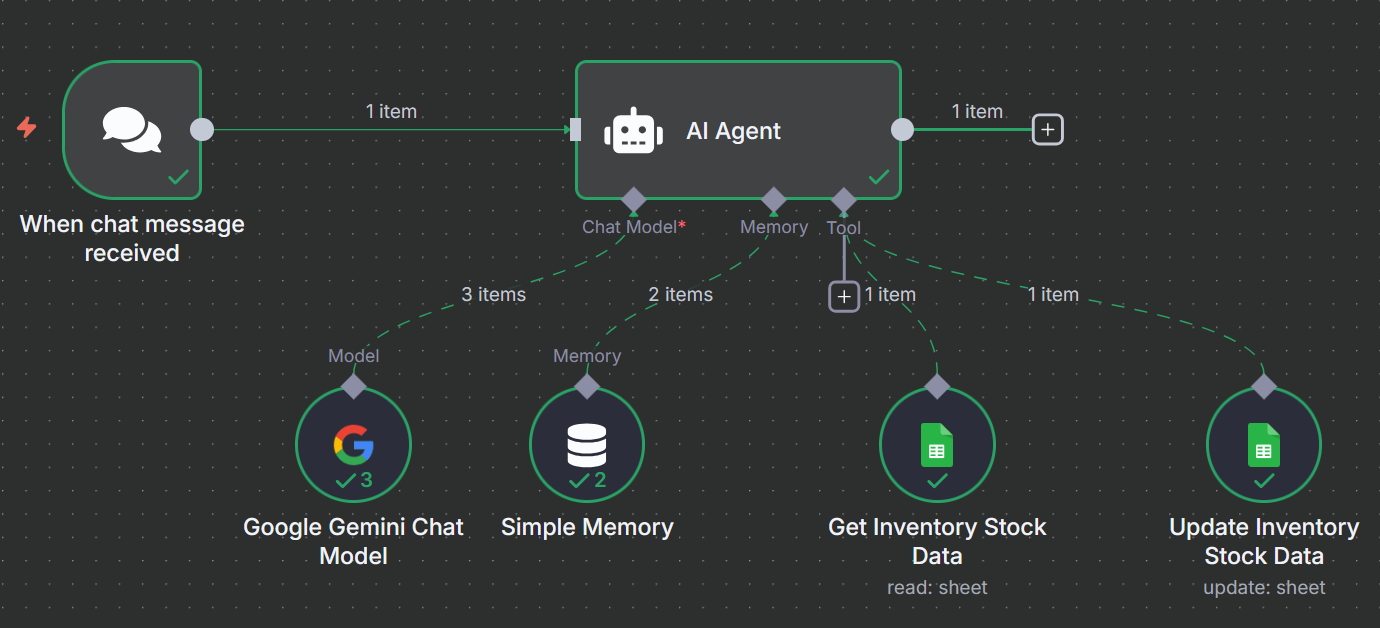 1 item
AI Agent
1 item
When chat message
received
Chat Model*
Memory
Tool
3 items
2 items
1 item
1 item
Model
Memory
3
2
Google Gemini Chat
Model
Simple Memory
Get Inventory Stock
Data
read: sheet
Update Inventory
Stock Data
update: sheet